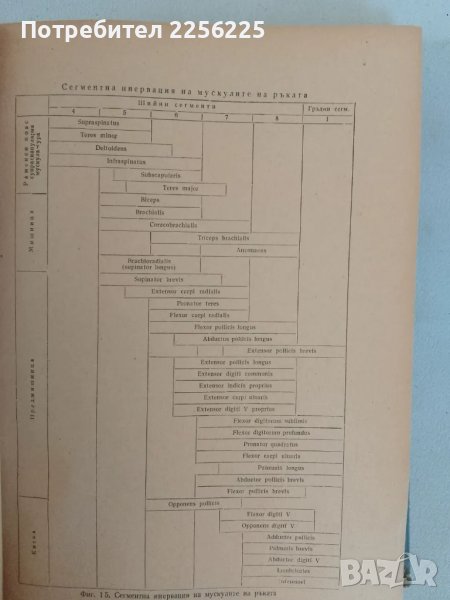 Потребител 2256225
Сегментна инервация на мускулите на ръката
Шийни сегменти
Гръдни сегм.
4 5 6 7 8 1
Раменен пояс
Supraspinatus
Teres minor
Deltoideus
Infraspinatus
Subscapularis
Teres major
Мишница
Biceps
Brachialis
Coracobrachialis
Triceps brachialis
Anconaeus
Предмишница
Brachioradialis
(supinator longus)
Supinator brevis
Extensor carpi radialis
Pronator teres
Flexor carpi radialis
Flexor pollicis longus
Abductor pollicis longus
Extensor pollicis brevis
Extensor pollicis longus
Extensor digiti communis
Extensor indicis proprius
Extensor carpi ulnaris
Extensor digiti V proprius
Flexor digitorum sublimis
Flexor digitorum profundus
Pronator quadratus
Flexor carpi ulnaris
Palmaris longus
Abductor pollicis brevis
Flexor pollicis brevis
Китка
Opponens pollicis
Flexor digiti V
Opponens digiti V
Adductor pollicis
Palmaris brevis
Abductor digiti V
Фиг. 15. Сегментна инервация на мускулите на ръката
bazar